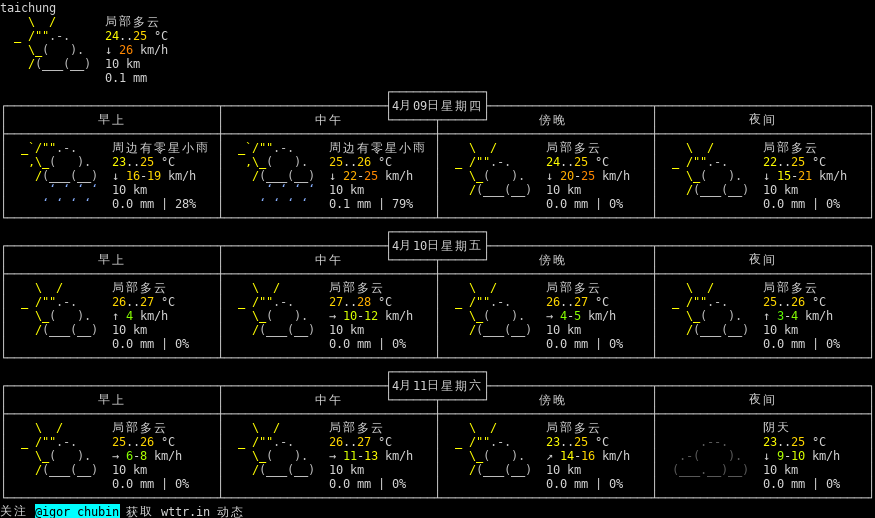 taichung
局部多云
24..25 °C
↓ 26 km/h
10 km
0.1 mm
4月09日星期四
早上 中午 傍晚 夜间
周边有零星小雨 周边有零星小雨 局部多云 局部多云
23..25 °C 25..26 °C 24..25 °C 22..25 °C
↓ 16-19 km/h ↓ 22-25 km/h ↓ 20-25 km/h ↓ 15-21 km/h
10 km 10 km 10 km 10 km
0.0 mm | 28% 0.1 mm | 79% 0.0 mm | 0% 0.0 mm | 0%
4月10日星期五
早上 中午 傍晚 夜间
局部多云 局部多云 局部多云 局部多云
26..27 °C 27..28 °C 26..27 °C 25..26 °C
↑ 4 km/h → 10-12 km/h → 4-5 km/h ↑ 3-4 km/h
10 km 10 km 10 km 10 km
0.0 mm | 0% 0.0 mm | 0% 0.0 mm | 0% 0.0 mm | 0%
4月11日星期六
早上 中午 傍晚 夜间
局部多云 局部多云 局部多云 阴天
25..26 °C 26..27 °C 23..25 °C 23..25 °C
→ 6-8 km/h → 11-13 km/h ↗ 14-16 km/h ↓ 9-10 km/h
10 km 10 km 10 km 10 km
0.0 mm | 0% 0.0 mm | 0% 0.0 mm | 0% 0.0 mm | 0%
关注 @igor_chubin 获取 wttr.in 动态